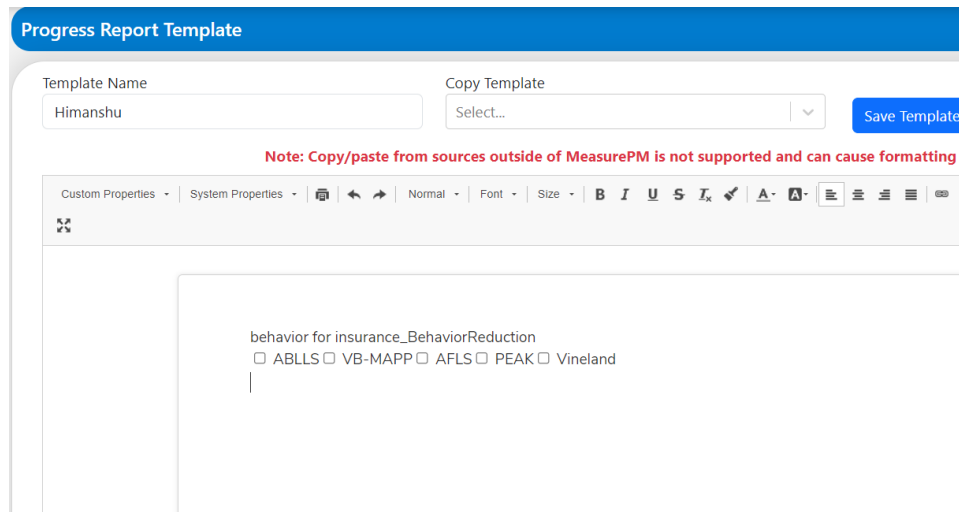 Progress Report Template
Template Name
Copy Template
Himanshu
Select...
Save Template
Note: Copy/paste from sources outside of MeasurePM is not supported and can cause formatting
Custom Properties System Properties Normal Font Size B I U S Ix A A
behavior for insurance_BehaviorReduction
ABLLS VB-MAPP AFLS PEAK Vineland